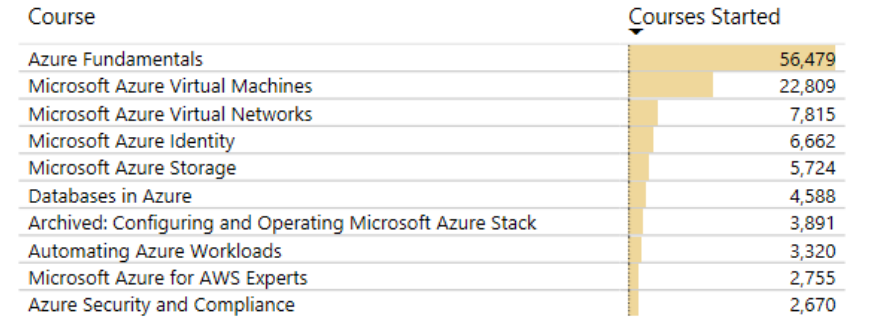 Course Courses Started
Azure Fundamentals 56,479
Microsoft Azure Virtual Machines 22,809
Microsoft Azure Virtual Networks 7,815
Microsoft Azure Identity 6,662
Microsoft Azure Storage 5,724
Databases in Azure 4,588
Archived: Configuring and Operating Microsoft Azure Stack 3,891
Automating Azure Workloads 3,320
Microsoft Azure for AWS Experts 2,755
Azure Security and Compliance 2,670